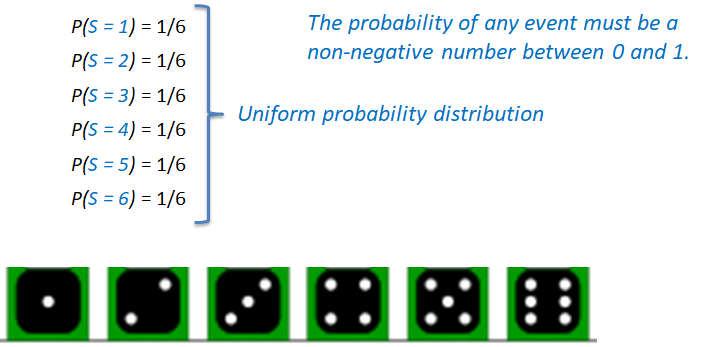 P(S = 1) = 1/6
P(S = 2) = 1/6
P(S = 3) = 1/6
P(S = 4) = 1/6
P(S = 5) = 1/6
P(S = 6) = 1/6
The probability of any event must be a
non-negative number between 0 and 1.
Uniform probability distribution